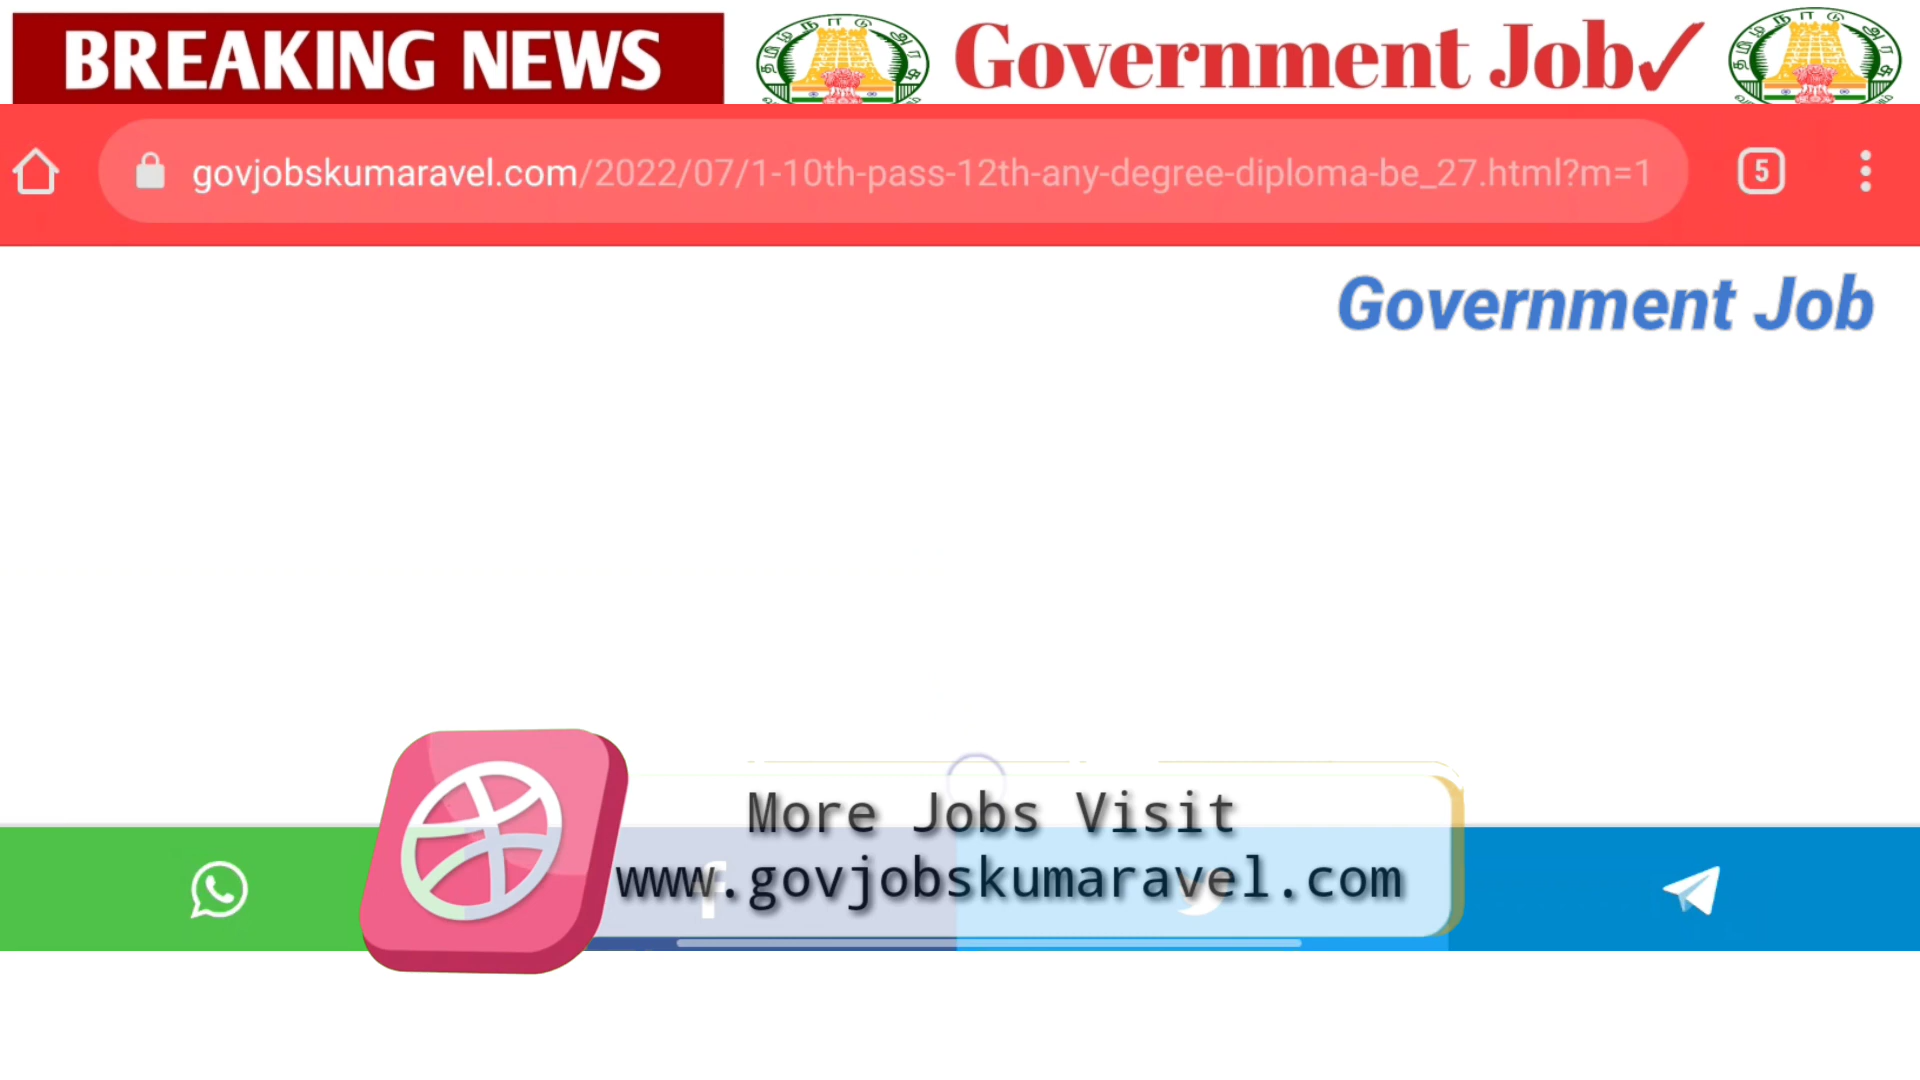 BREAKING NEWS
Government Job✓
govjobskumaravel.com/2022/07/1-10th-pass-12th-any-degree-diploma-be_27.html?m=1
5
Government Job
More Jobs Visit
www.govjobskumaravel.com